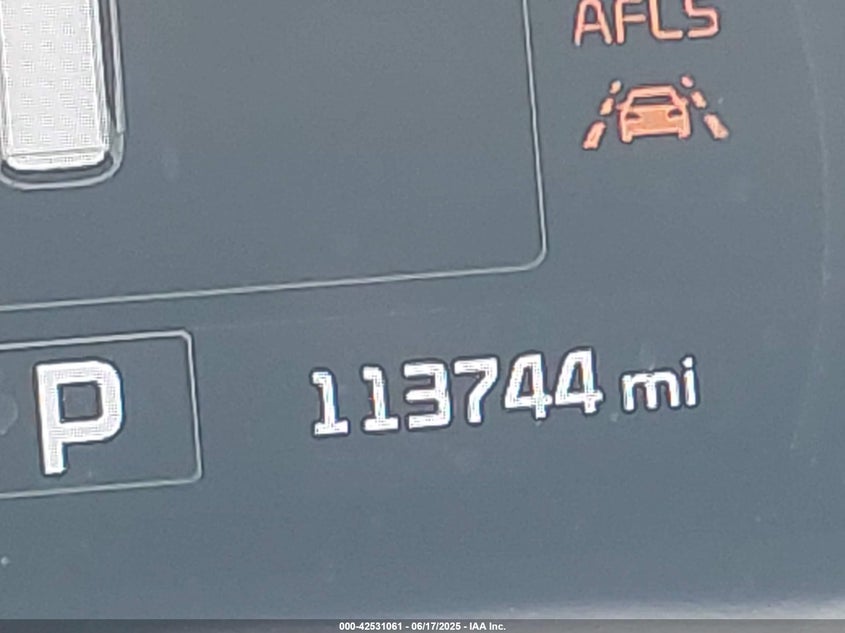 AFLS
P
113744 mi
000-42531061 - 06/17/2025 - IAA Inc.